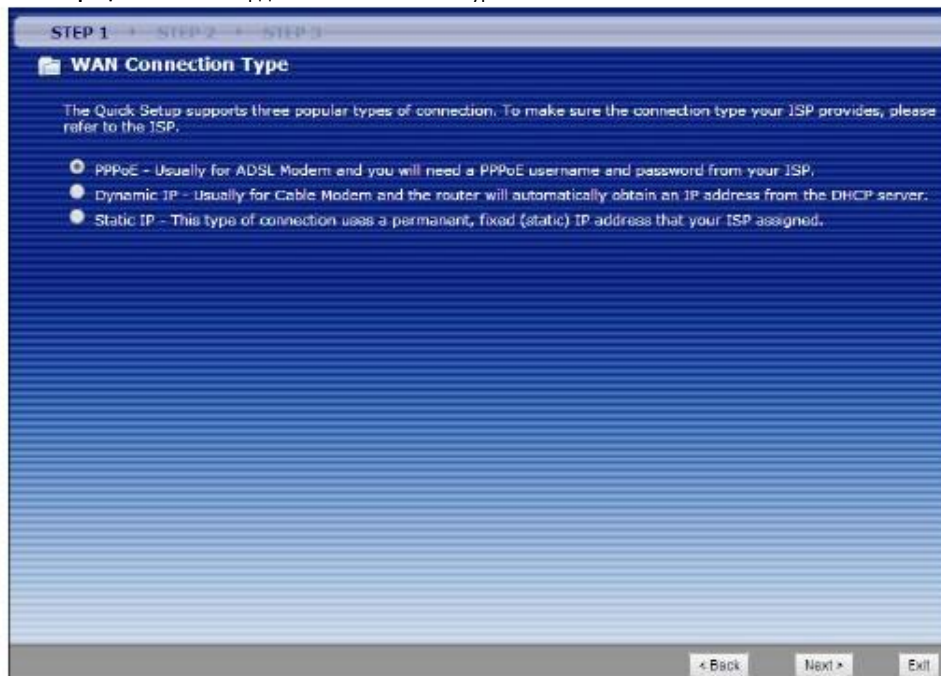 STEP 1 STEP 2 STEP 3
WAN Connection Type
The Quick Setup supports three popular types of connection. To make sure the connection type your ISP provides, please
refer to the ISP.
PPPoE - Usually for ADSL Modem and you will need a PPPoE username and password from your ISP.
Dynamic IP - Usually for Cable Modem and the router will automatically obtain an IP address from the DHCP server.
Static IP - This type of connection uses a permanent, fixed (static) IP address that your ISP assigned.
< Back Next > Exit